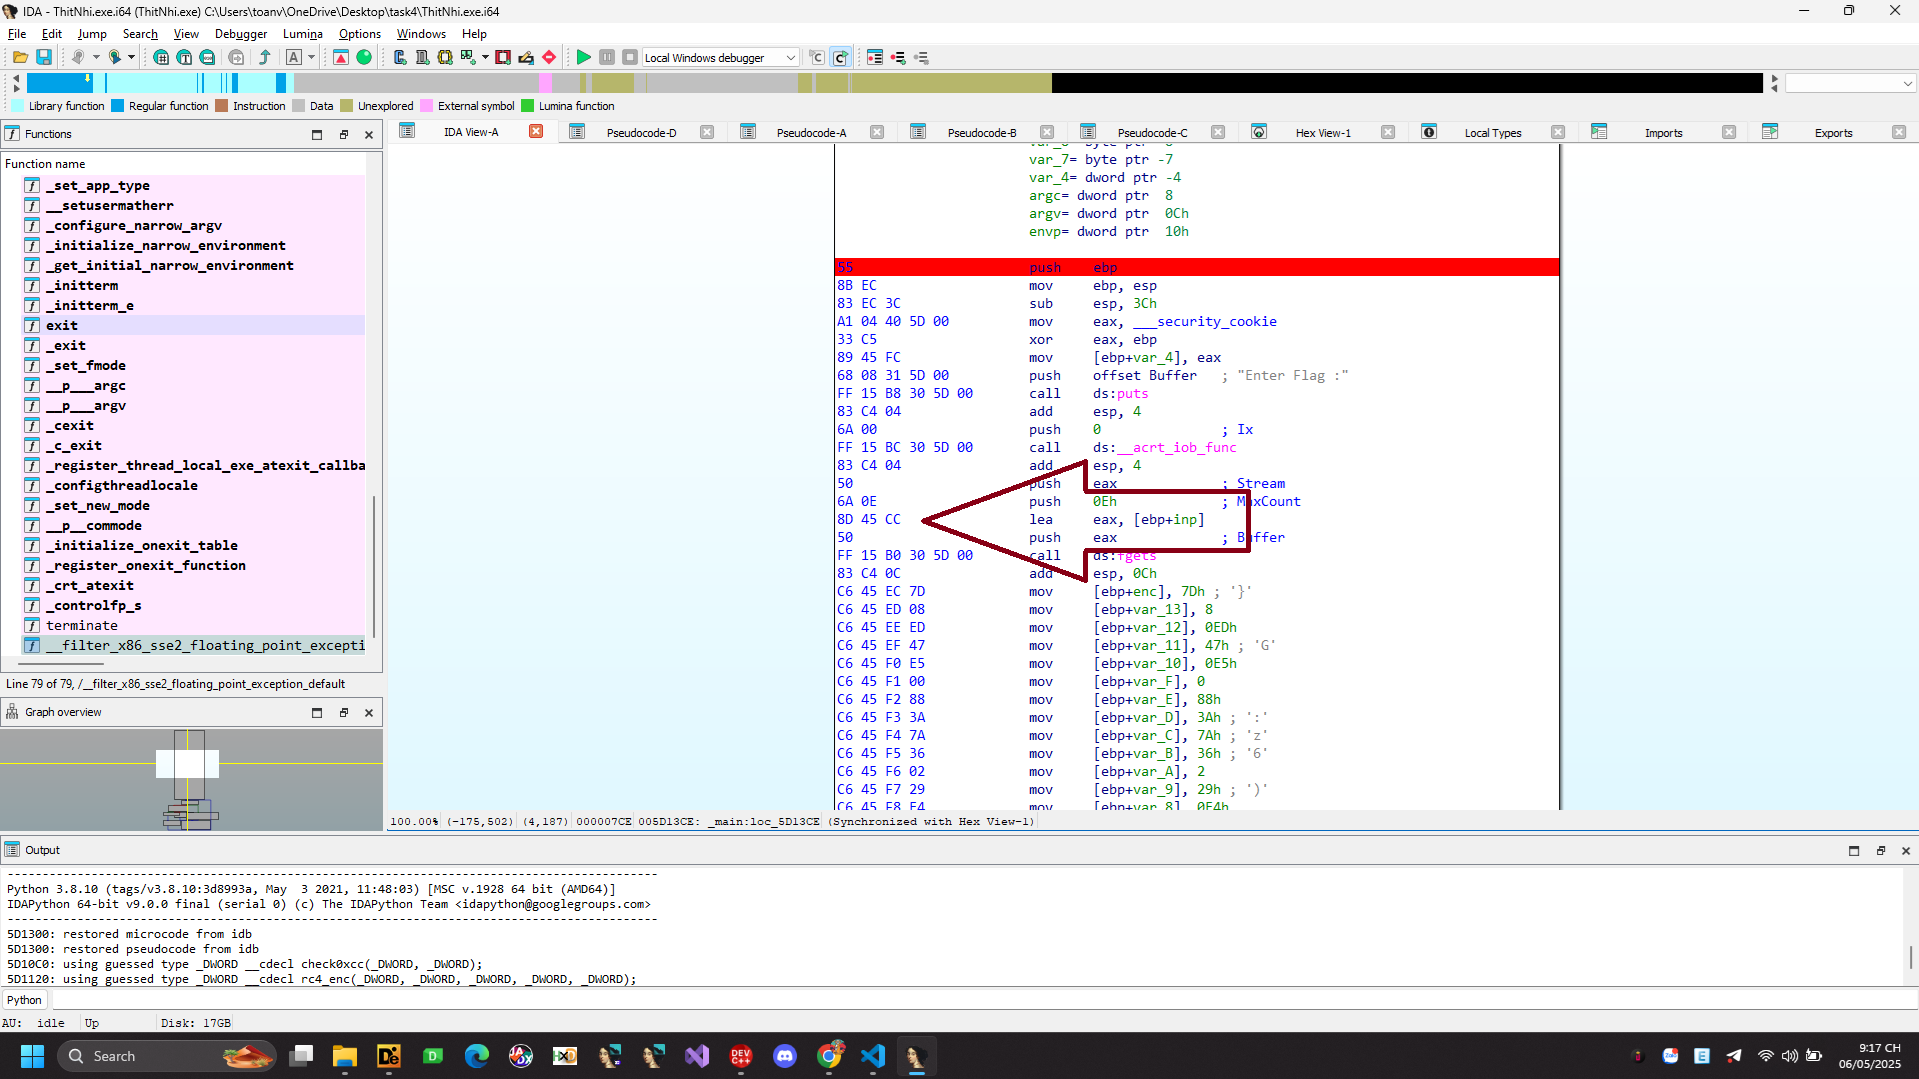 IDA - ThitNhi.exe.i64 (ThitNhi.exe) C:\Users\toanv\OneDrive\Desktop\task4\ThitNhi.exe.i64
File Edit Jump Search View Debugger Lumina Options Windows Help
Local Windows debugger
Library function Regular function Instruction Data Unexplored External symbol Lumina function
Functions
Function name
_set_app_type
__setusermatherr
_configure_narrow_argv
_initialize_narrow_environment
_get_initial_narrow_environment
_initterm
_initterm_e
exit
_exit
_set_fmode
__p___argc
__p___argv
_cexit
_c_exit
_register_thread_local_exe_atexit_callba
_configthreadlocale
_set_new_mode
__p__commode
_initialize_onexit_table
_register_onexit_function
_crt_atexit
_controlfp_s
terminate
__filter_x86_sse2_floating_point_excepti
Line 79 of 79, /__filter_x86_sse2_floating_point_exception_default
Graph overview
IDA View-A Pseudocode-D Pseudocode-A Pseudocode-B Pseudocode-C Hex View-1 Local Types Imports Exports
var_7= byte ptr -7
var_4= dword ptr -4
argc= dword ptr  8
argv= dword ptr  0Ch
envp= dword ptr  10h
55 push ebp
8B EC mov ebp, esp
83 EC 3C sub esp, 3Ch
A1 04 40 5D 00 mov eax, ___security_cookie
33 C5 xor eax, ebp
89 45 FC mov [ebp+var_4], eax
68 08 31 5D 00 push offset Buffer ; "Enter Flag :"
FF 15 B8 30 5D 00 call ds:puts
83 C4 04 add esp, 4
6A 00 push 0 ; Ix
FF 15 BC 30 5D 00 call ds:__acrt_iob_func
83 C4 04 add esp, 4
50 push eax ; Stream
6A 0E push 0Eh ; MaxCount
8D 45 CC lea eax, [ebp+inp]
50 push eax ; Buffer
FF 15 B0 30 5D 00 call ds:fgets
83 C4 0C add esp, 0Ch
C6 45 EC 7D mov [ebp+enc], 7Dh ; '}'
C6 45 ED 08 mov [ebp+var_13], 8
C6 45 EE ED mov [ebp+var_12], 0EDh
C6 45 EF 47 mov [ebp+var_11], 47h ; 'G'
C6 45 F0 E5 mov [ebp+var_10], 0E5h
C6 45 F1 00 mov [ebp+var_F], 0
C6 45 F2 88 mov [ebp+var_E], 88h
C6 45 F3 3A mov [ebp+var_D], 3Ah ; ':'
C6 45 F4 7A mov [ebp+var_C], 7Ah ; 'z'
C6 45 F5 36 mov [ebp+var_B], 36h ; '6'
C6 45 F6 02 mov [ebp+var_A], 2
C6 45 F7 29 mov [ebp+var_9], 29h ; ')'
C6 45 F8 E4 mov [ebp+var_8], 0E4h
100.00% (-175,502) (4,187) 000007CE 005D13CE: _main:loc_5D13CE (Synchronized with Hex View-1)
Output
Python 3.8.10 (tags/v3.8.10:3d8993a, May  3 2021, 11:48:03) [MSC v.1928 64 bit (AMD64)]
IDAPython 64-bit v9.0.0 final (serial 0) (c) The IDAPython Team <idapython@googlegroups.com>
5D1300: restored microcode from idb
5D1300: restored pseudocode from idb
5D10C0: using guessed type _DWORD __cdecl check0xcc(_DWORD, _DWORD);
5D1120: using guessed type _DWORD __cdecl rc4_enc(_DWORD, _DWORD, _DWORD, _DWORD, _DWORD);
Python
AU: idle Up Disk: 17GB
Search
9:17 CH
06/05/2025